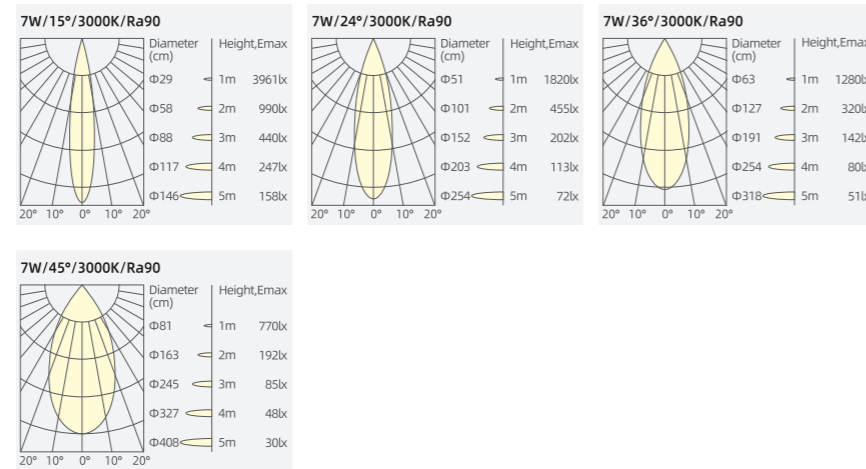 7W/15°/3000K/Ra90
Diameter (cm) Height,Emax
Φ29 1m 3961lx
Φ58 2m 990lx
Φ88 3m 440lx
Φ117 4m 247lx
Φ146 5m 158lx
20° 10° 0° 10° 20°
7W/24°/3000K/Ra90
Diameter (cm) Height,Emax
Φ51 1m 1820lx
Φ101 2m 455lx
Φ152 3m 202lx
Φ203 4m 113lx
Φ254 5m 72lx
20° 10° 0° 10° 20°
7W/36°/3000K/Ra90
Diameter (cm) Height,Emax
Φ63 1m 1280lx
Φ127 2m 320lx
Φ191 3m 142lx
Φ254 4m 80lx
Φ318 5m 51lx
20° 10° 0° 10° 20°
7W/45°/3000K/Ra90
Diameter (cm) Height,Emax
Φ81 1m 770lx
Φ163 2m 192lx
Φ245 3m 85lx
Φ327 4m 48lx
Φ408 5m 30lx
20° 10° 0° 10° 20°